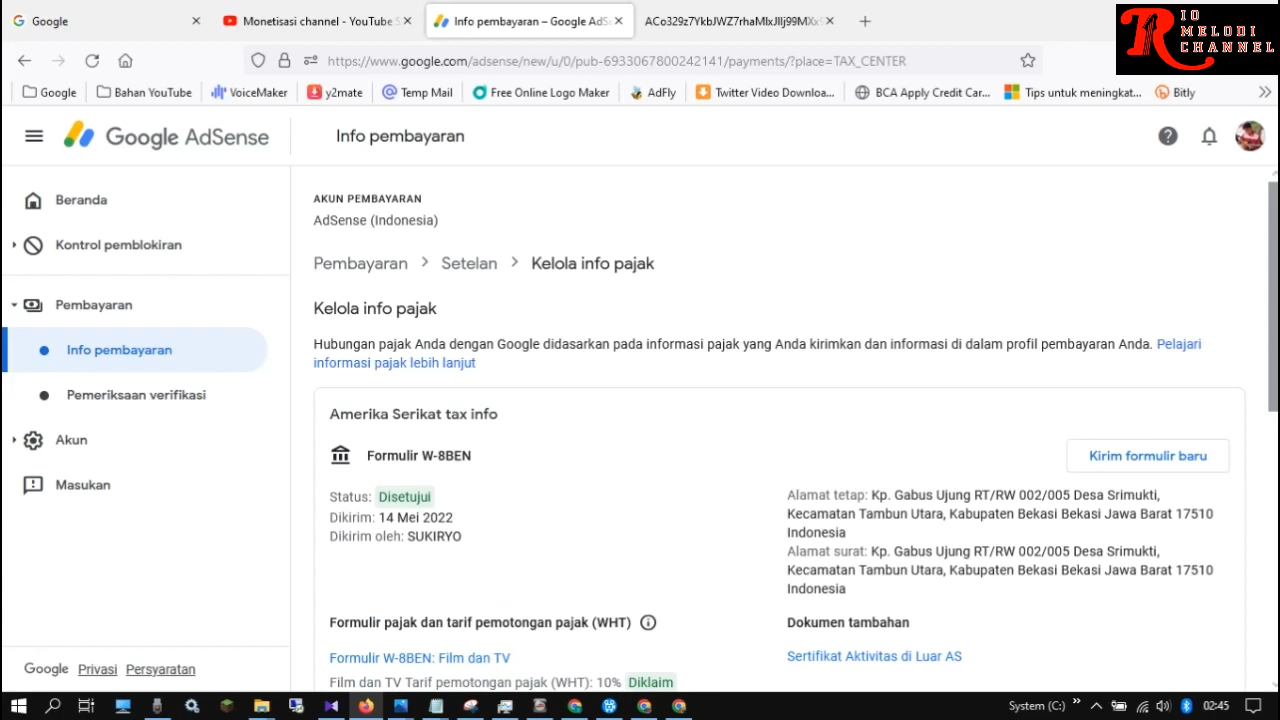 Google
Monetisasi channel - YouTube S
Info pembayaran – Google AdS
IO
MELODI
CHANNEL
https://www.google.com/adsense/new/u/0/pub-6933067800242141/payments/?place=TAX_CENTER
Google
Bahan YouTube
VoiceMaker
y2mate
Temp Mail
Free Online Logo Maker
AdFly
Twitter Video Downloa...
BCA Apply Credit Car...
Tips untuk meningkat...
Bitly
Google AdSense
Info pembayaran
Beranda
Kontrol pemblokiran
Pembayaran
Info pembayaran
Pemeriksaan verifikasi
Akun
Masukan
Google Privasi Persyaratan
AKUN PEMBAYARAN
AdSense (Indonesia)
Pembayaran > Setelan > Kelola info pajak
Kelola info pajak
Hubungan pajak Anda dengan Google didasarkan pada informasi pajak yang Anda kirimkan dan informasi di dalam profil pembayaran Anda. Pelajari
informasi pajak lebih lanjut
Amerika Serikat tax info
Formulir W-8BEN
Kirim formulir baru
Status: Disetujui
Dikirim: 14 Mei 2022
Dikirim oleh: SUKIRYO
Alamat tetap: Kp. Gabus Ujung RT/RW 002/005 Desa Srimukti,
Kecamatan Tambun Utara, Kabupaten Bekasi Bekasi Jawa Barat 17510
Indonesia
Alamat surat: Kp. Gabus Ujung RT/RW 002/005 Desa Srimukti,
Kecamatan Tambun Utara, Kabupaten Bekasi Bekasi Jawa Barat 17510
Indonesia
Formulir pajak dan tarif pemotongan pajak (WHT)
Formulir W-8BEN: Film dan TV
Film dan TV Tarif pemotongan pajak (WHT): 10% Diklaim
Dokumen tambahan
Sertifikat Aktivitas di Luar AS
System (C:)
02:45